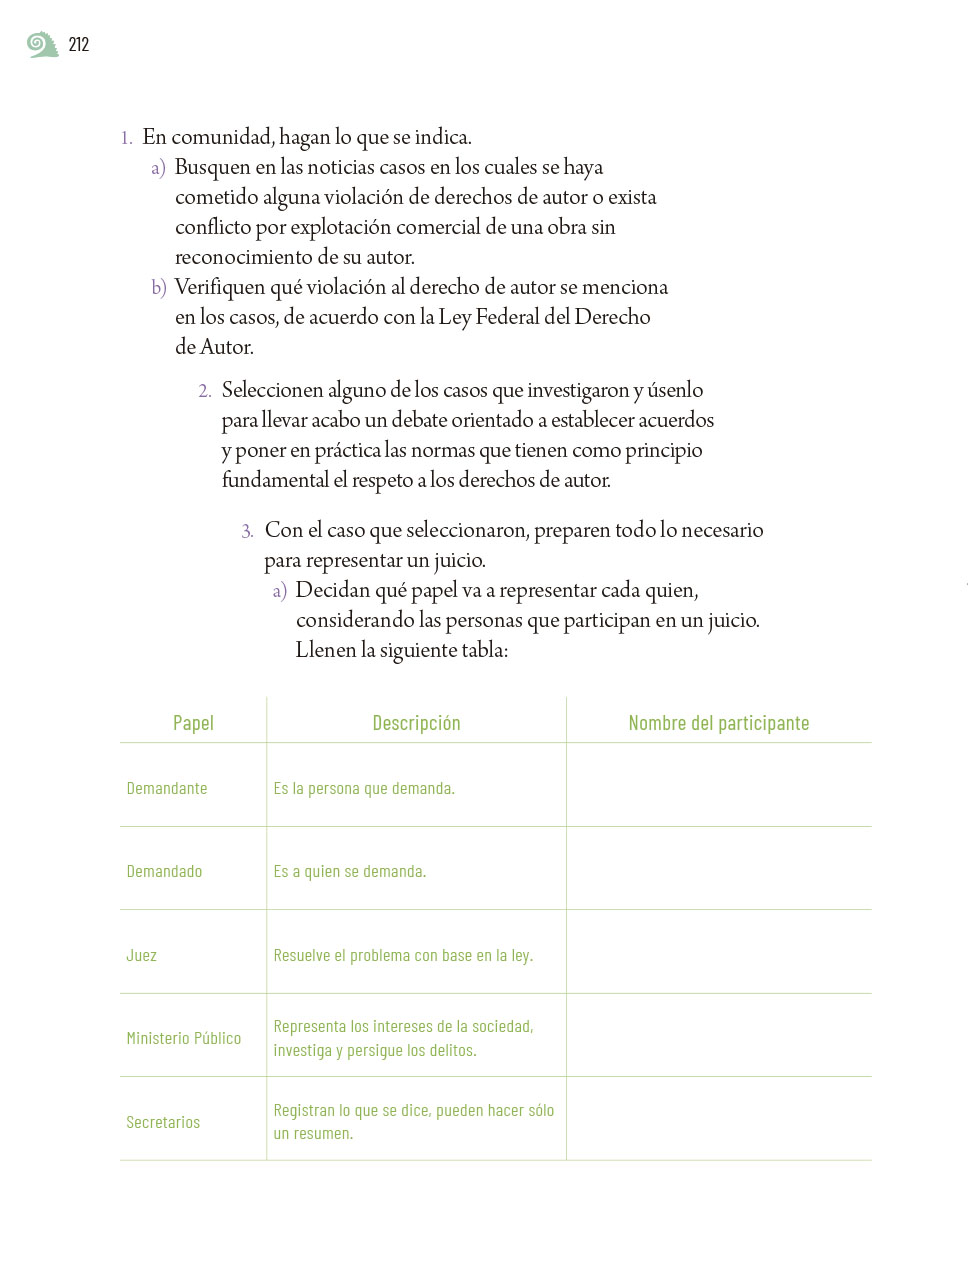 212
1. En comunidad, hagan lo que se indica.
a) Busquen en las noticias casos en los cuales se haya
cometido alguna violación de derechos de autor o exista
conflicto por explotación comercial de una obra sin
reconocimiento de su autor.
b) Verifiquen qué violación al derecho de autor se menciona
en los casos, de acuerdo con la Ley Federal del Derecho
de Autor.
2. Seleccionen alguno de los casos que investigaron y úsenlo
para llevar acabo un debate orientado a establecer acuerdos
y poner en práctica las normas que tienen como principio
fundamental el respeto a los derechos de autor.
3. Con el caso que seleccionaron, preparen todo lo necesario
para representar un juicio.
a) Decidan qué papel va a representar cada quien,
considerando las personas que participan en un juicio.
Llenen la siguiente tabla:
Papel Descripción Nombre del participante
Demandante Es la persona que demanda.
Demandado Es a quien se demanda.
Juez Resuelve el problema con base en la ley.
Ministerio Público Representa los intereses de la sociedad,
investiga y persigue los delitos.
Secretarios Registran lo que se dice, pueden hacer sólo
un resumen.